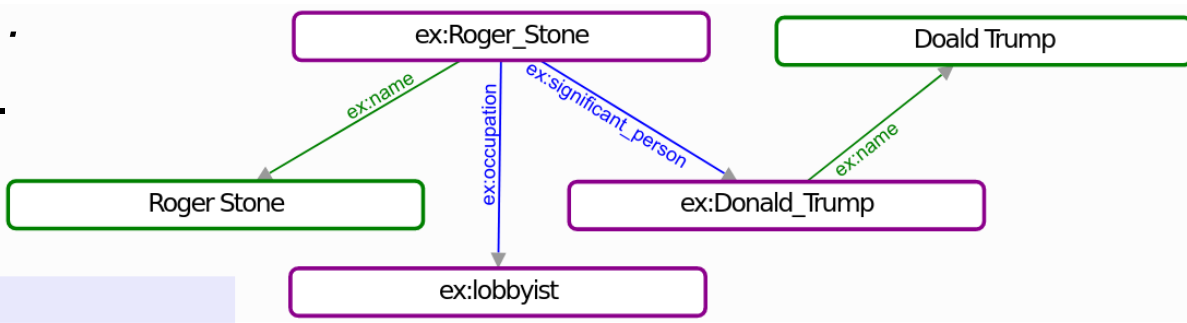 ex:Roger_Stone
Doald Trump
ex:name
ex:occupation
ex:significant_person
ex:name
Roger Stone
ex:Donald_Trump
ex:lobbyist